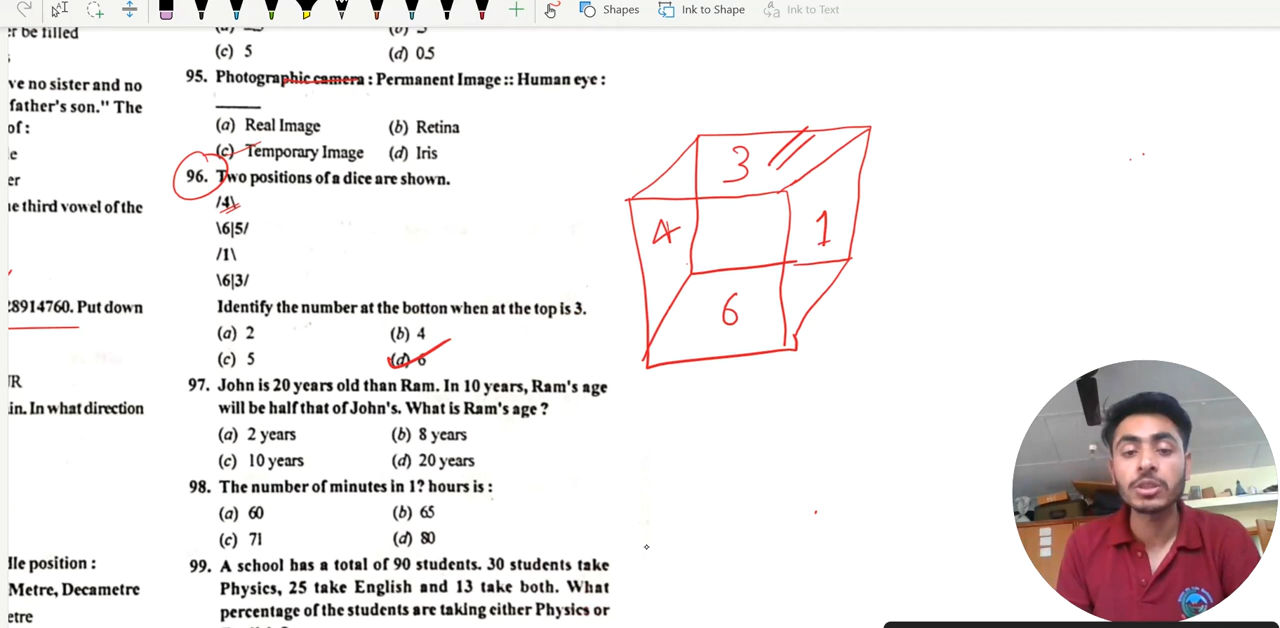 Shapes
Ink to Shape
Ink to Text
er be filled
ve no sister and no
father's son." The
of :
le
er
ne third vowel of the
28914760. Put down
in. In what direction
lle position :
Metre, Decametre
etre
(c) 5 (d) 0.5
95. Photographic camera : Permanent Image :: Human eye :
(a) Real Image (b) Retina
(c) Temporary Image (d) Iris
96. Two positions of a dice are shown.
/4\
\6|5/
/1\
\6|3/
Identify the number at the botton when at the top is 3.
(a) 2 (b) 4
(c) 5 (d) 6
97. John is 20 years old than Ram. In 10 years, Ram's age
will be half that of John's. What is Ram's age ?
(a) 2 years (b) 8 years
(c) 10 years (d) 20 years
98. The number of minutes in 1? hours is :
(a) 60 (b) 65
(c) 71 (d) 80
99. A school has a total of 90 students. 30 students take
Physics, 25 take English and 13 take both. What
percentage of the students are taking either Physics or
3
4
1
6